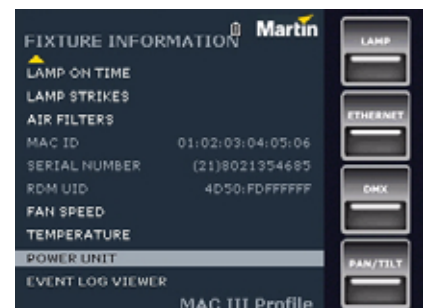 Martin
FIXTURE INFORMATION
LAMP ON TIME
LAMP STRIKES
AIR FILTERS
MAC ID 01:02:03:04:05:06
SERIAL NUMBER (21)8021354685
RDM UID 4D50:FDFFFFFF
FAN SPEED
TEMPERATURE
POWER UNIT
EVENT LOG VIEWER
MAC III Profile
LAMP
ETHERNET
DMX
PAN/TILT